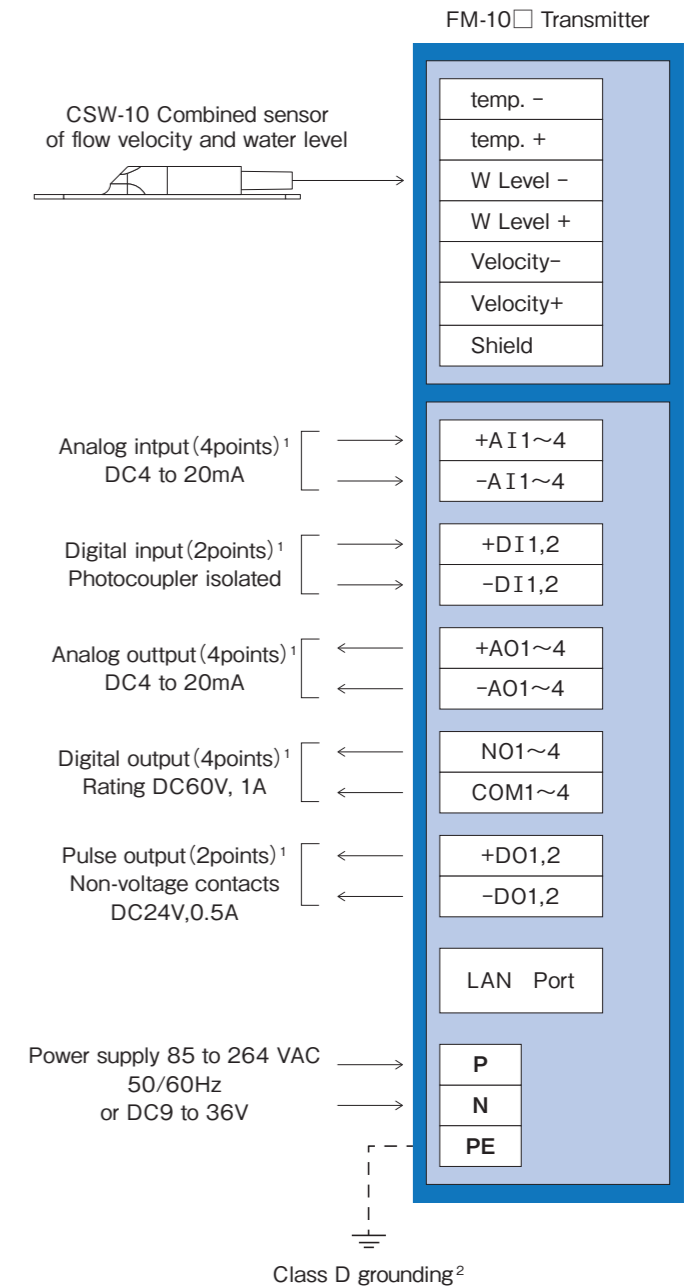 FM-10□ Transmitter
CSW-10 Combined sensor
of flow velocity and water level
temp. -
temp. +
W Level -
W Level +
Velocity-
Velocity+
Shield
Analog intput(4points)¹
DC4 to 20mA
+AI1～4
-AI1～4
Digital input(2points)¹
Photocoupler isolated
+DI1,2
-DI1,2
Analog outtput(4points)¹
DC4 to 20mA
+AO1～4
-AO1～4
Digital output(4points)¹
Rating DC60V, 1A
NO1～4
COM1～4
Pulse output(2points)¹
Non-voltage contacts
DC24V,0.5A
+DO1,2
-DO1,2
LAN Port
Power supply 85 to 264 VAC
50/60Hz
or DC9 to 36V
P
N
PE
Class D grounding²